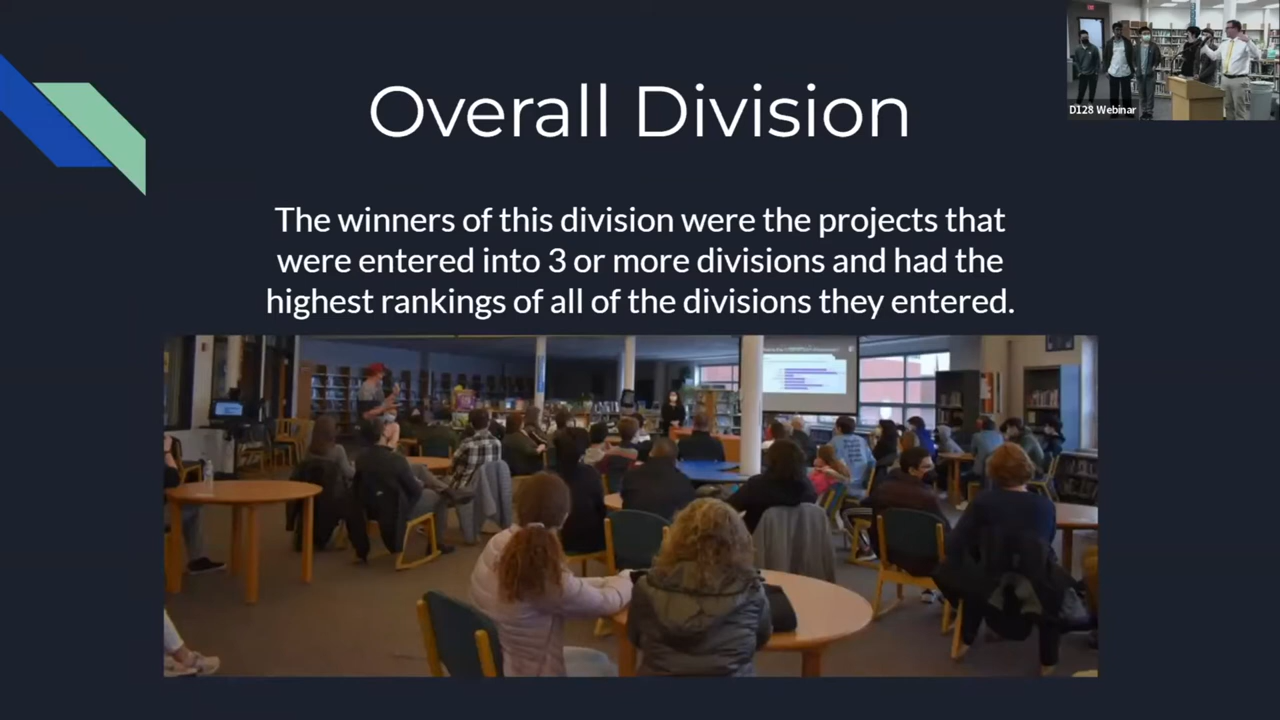 Overall Division
D128 Webinar
The winners of this division were the projects that
were entered into 3 or more divisions and had the
highest rankings of all of the divisions they entered.